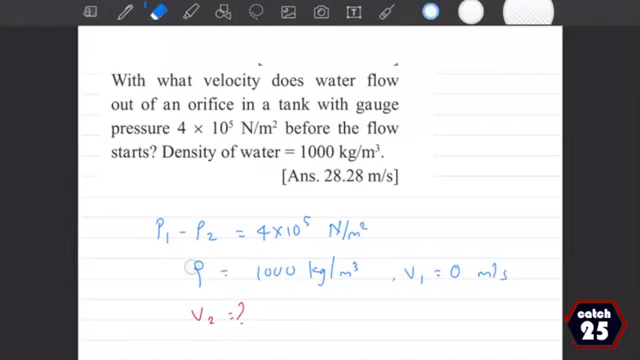 With what velocity does water flow
out of an orifice in a tank with gauge
pressure 4 × 10⁵ N/m² before the flow
starts? Density of water = 1000 kg/m³.
[Ans. 28.28 m/s]
P₁ - P₂ = 4×10⁵ N/m²
ρ = 1000 kg/m³ , v₁ = 0 m/s
v₂ = ?
catch
25